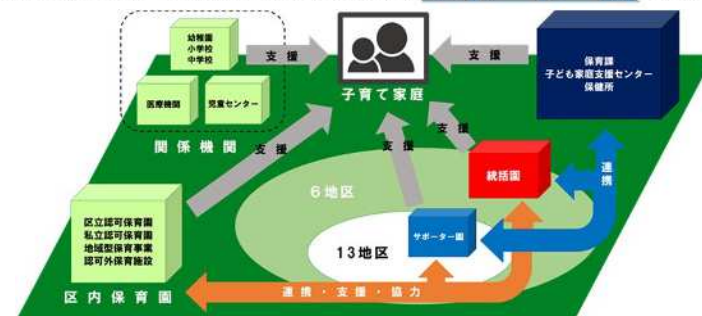 幼稚園
小学校
中学校
医療機関
児童センター
関係機関
支援
子育て家庭
支援
保育課
子ども家庭支援センター
保健所
支援
支援
支援
連携
統括園
6地区
サポーター園
13地区
区立認可保育園
私立認可保育園
地域型保育事業
認可外保育施設
区内保育園
連携・支援・協力